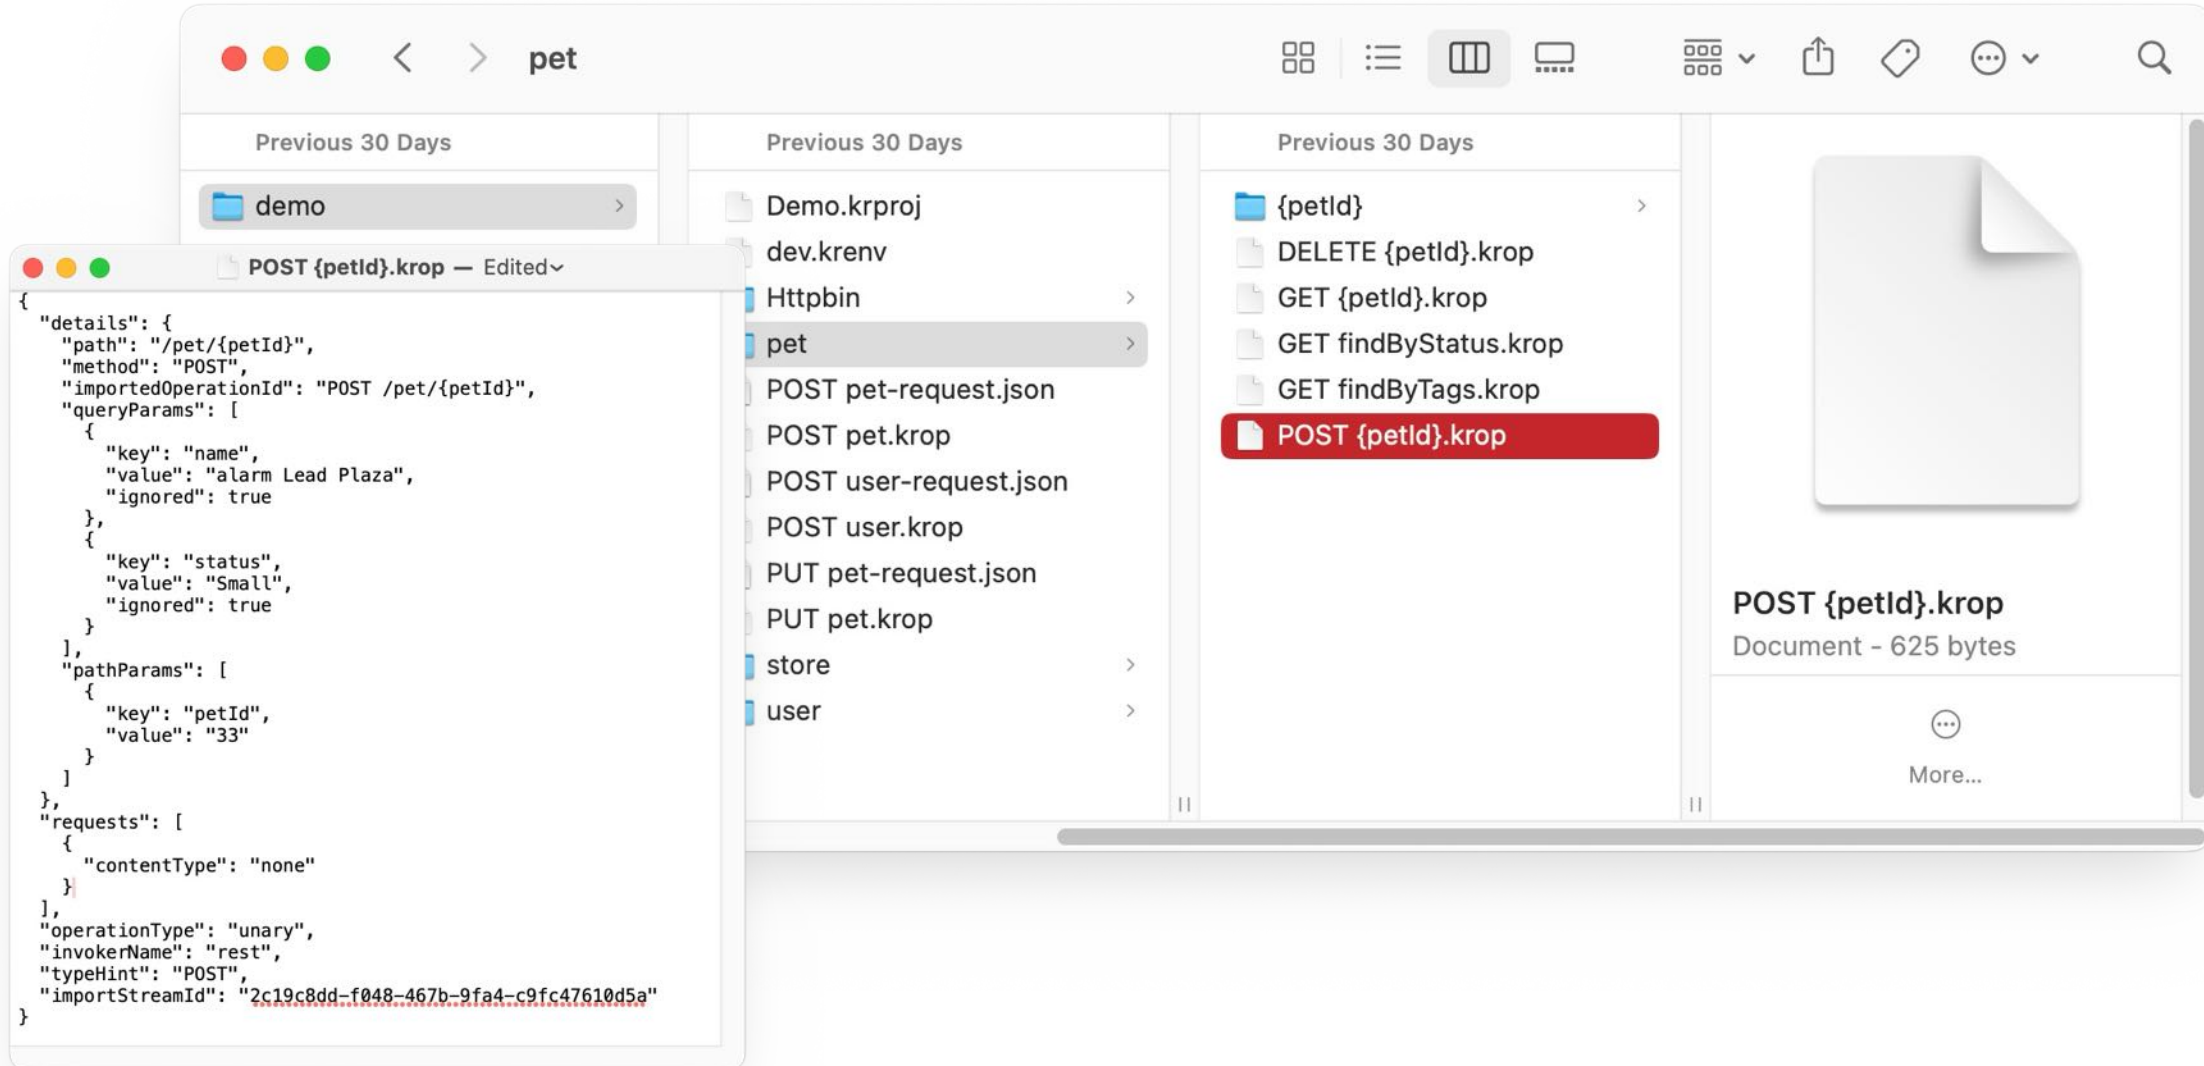 pet
Previous 30 Days
demo
Previous 30 Days
Demo.krproj
dev.krenv
Httpbin
pet
POST pet-request.json
POST pet.krop
POST user-request.json
POST user.krop
PUT pet-request.json
PUT pet.krop
store
user
Previous 30 Days
{petId}
DELETE {petId}.krop
GET {petId}.krop
GET findByStatus.krop
GET findByTags.krop
POST {petId}.krop
POST {petId}.krop
Document - 625 bytes
More...
POST {petId}.krop — Edited
{
  "details": {
    "path": "/pet/{petId}",
    "method": "POST",
    "importedOperationId": "POST /pet/{petId}",
    "queryParams": [
      {
        "key": "name",
        "value": "alarm Lead Plaza",
        "ignored": true
      },
      {
        "key": "status",
        "value": "Small",
        "ignored": true
      }
    ],
    "pathParams": [
      {
        "key": "petId",
        "value": "33"
      }
    ]
  },
  "requests": [
    {
      "contentType": "none"
    }
  ],
  "operationType": "unary",
  "invokerName": "rest",
  "typeHint": "POST",
  "importStreamId": "2c19c8dd-f048-467b-9fa4-c9fc47610d5a"
}